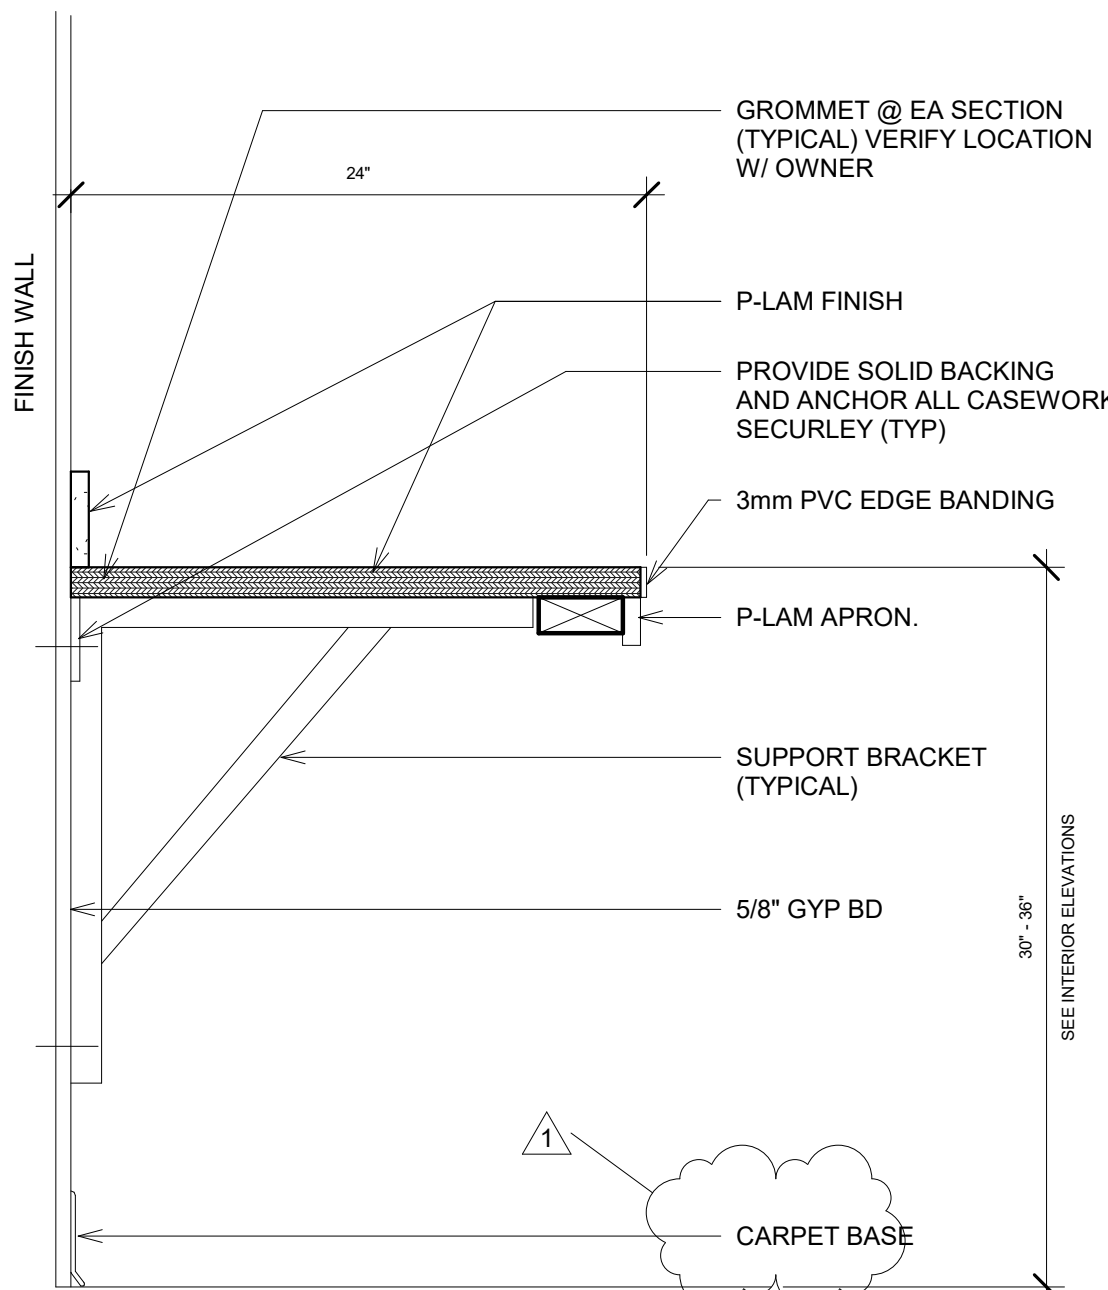 GROMMET @ EA SECTION
(TYPICAL) VERIFY LOCATION
W/ OWNER
24"
FINISH WALL
P-LAM FINISH
PROVIDE SOLID BACKING
AND ANCHOR ALL CASEWORK
SECURLEY (TYP)
3mm PVC EDGE BANDING
P-LAM APRON.
SUPPORT BRACKET
(TYPICAL)
5/8" GYP BD
30" - 36"
SEE INTERIOR ELEVATIONS
1
CARPET BASE